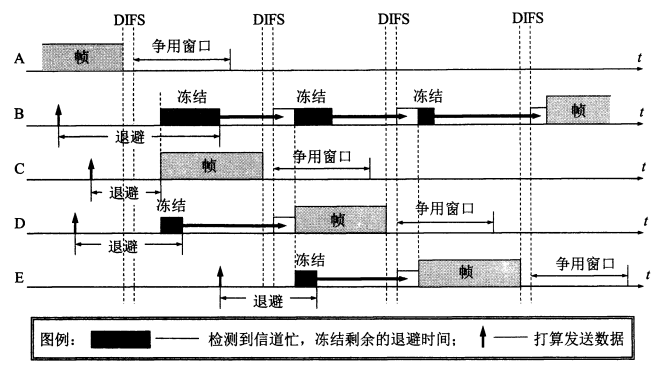 DIFS DIFS DIFS DIFS
A 帧 争用窗口 t
B 冻结 冻结 冻结 帧 t
退避
C 帧 争用窗口 t
退避
D 冻结 帧 争用窗口 t
退避
E 冻结 帧 争用窗口 t
退避
图例： 检测到信道忙，冻结剩余的退避时间； 打算发送数据